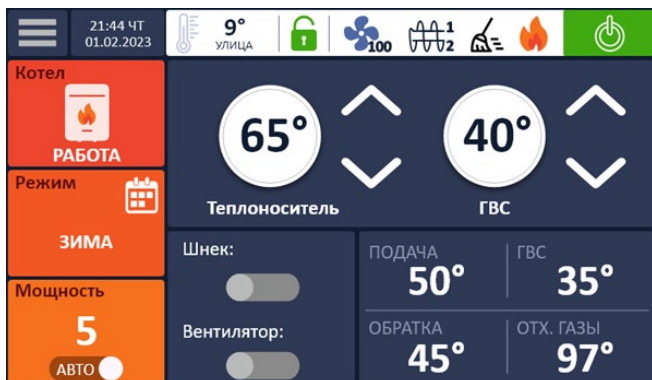 21:44 ЧТ
01.02.2023
9°
УЛИЦА
100
1
2
Котел
РАБОТА
65°
40°
Теплоноситель
ГВС
Режим
ЗИМА
Шнек:
Вентилятор:
ПОДАЧА
50°
ГВС
35°
ОБРАТКА
45°
ОТХ. ГАЗЫ
97°
Мощность
5
АВТО